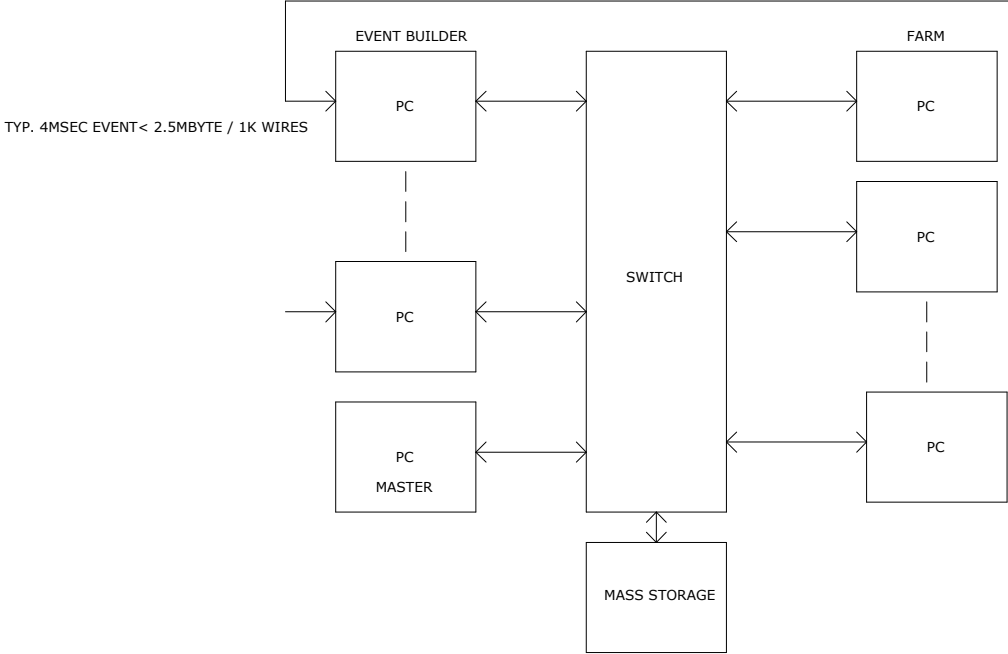 EVENT BUILDER
FARM
PC
PC
TYP. 4MSEC EVENT< 2.5MBYTE / 1K WIRES
PC
SWITCH
PC
PC
PC
MASTER
MASS STORAGE